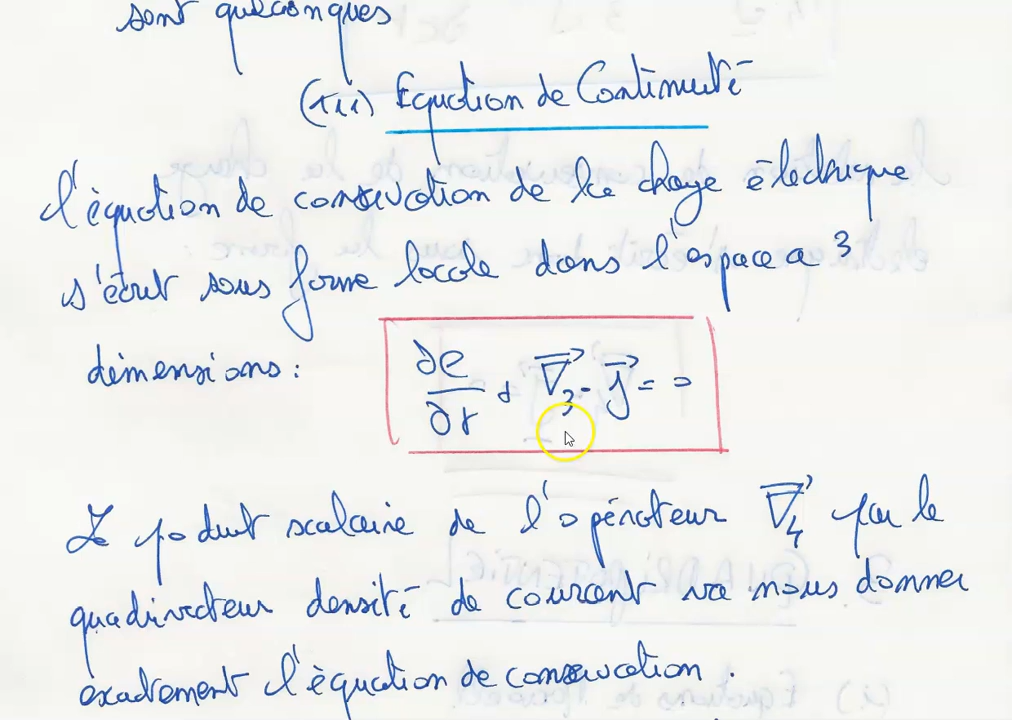 sont quelconques
(iii) Equation de Continuité
L'équation de conservation de la charge électrique
s'écrit sous forme locale dans l'espace a 3
dimensions :
∂ρ/∂t + ∇⃗₃ · j⃗ = 0
Le produit scalaire de l'opérateur ∇⃗₄ par le
quadrivecteur densité de courant va nous donner
exactement l'équation de conservation.